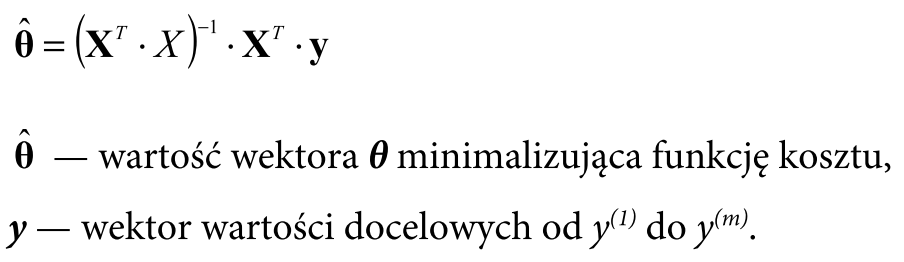 θ̂ = (Xᵀ · X)⁻¹ · Xᵀ · y
θ̂ — wartość wektora θ minimalizująca funkcję kosztu,
y — wektor wartości docelowych od y⁽¹⁾ do y⁽ᵐ⁾.